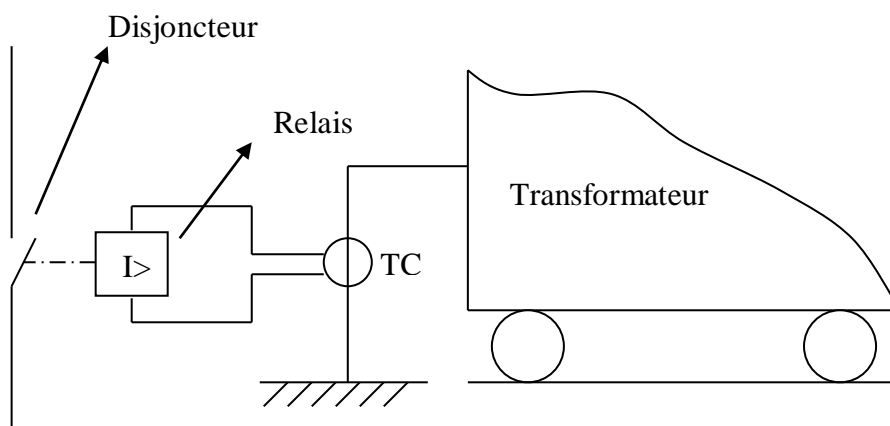 Disjoncteur
Relais
Transformateur
I>
TC